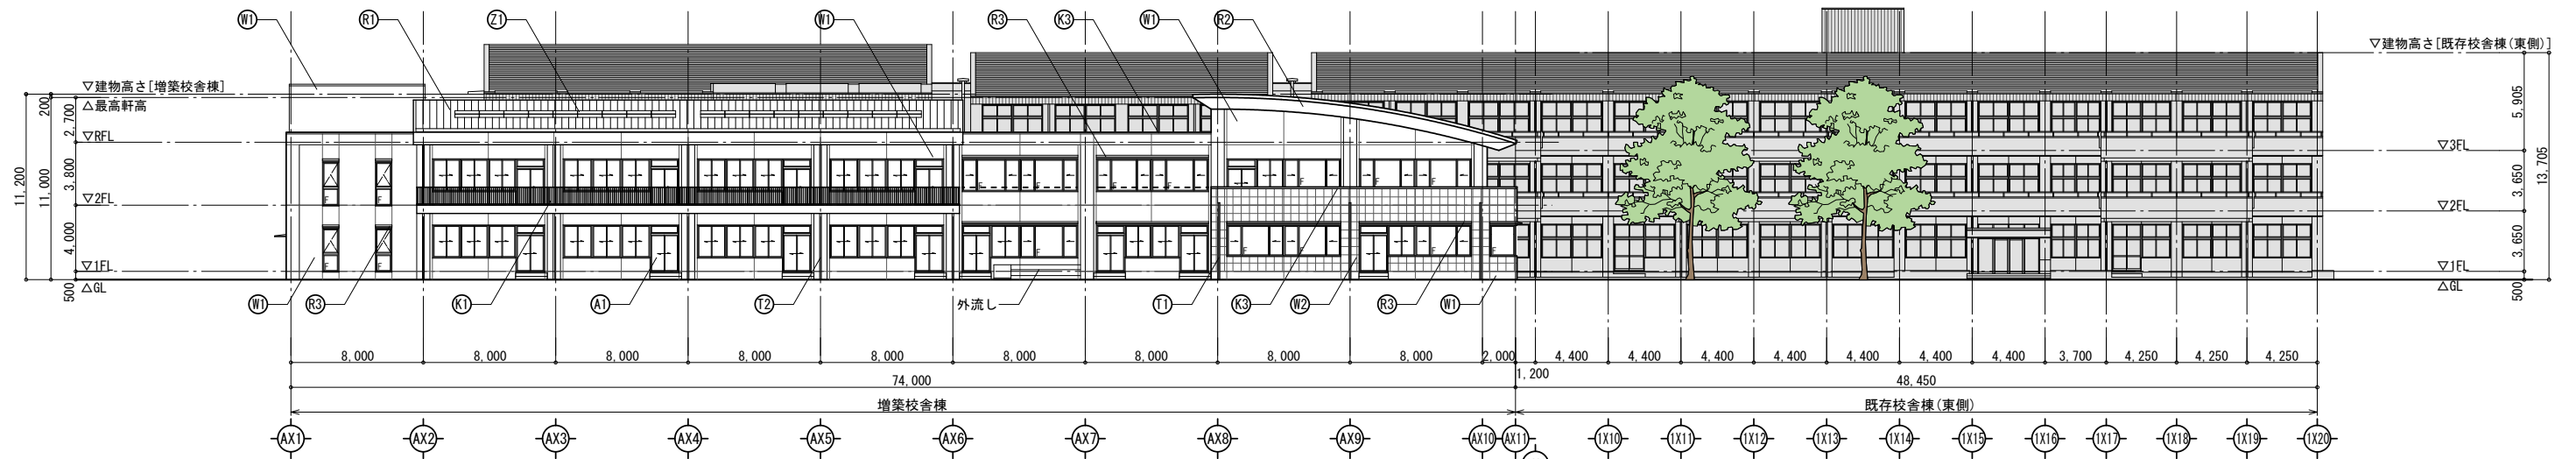 W1 R1 Z1 W1 R3 K3 W1 R2
▽建物高さ[既存校舎棟(東側)]
▽建物高さ[増築校舎棟]
△最高軒高
▽RFL
▽2FL
▽1FL
△GL
11,200
11,000
200
2,700
3,800
4,000
500
▽3FL
▽2FL
▽1FL
△GL
5,905
3,650
3,650
500
13,705
F F F F F F F F F F F
W1 R3 K1 A1 T2 外流し T1 K3 W2 R3 W1
8,000 8,000 8,000 8,000 8,000 8,000 8,000 8,000 8,000 2,000 4,400 4,400 4,400 4,400 4,400 4,400 4,400 3,700 4,250 4,250 4,250
1,200
74,000 48,450
増築校舎棟 既存校舎棟(東側)
AX1 AX2 AX3 AX4 AX5 AX6 AX7 AX8 AX9 AX10 AX11 1X10 1X11 1X12 1X13 1X14 1X15 1X16 1X17 1X18 1X19 1X20